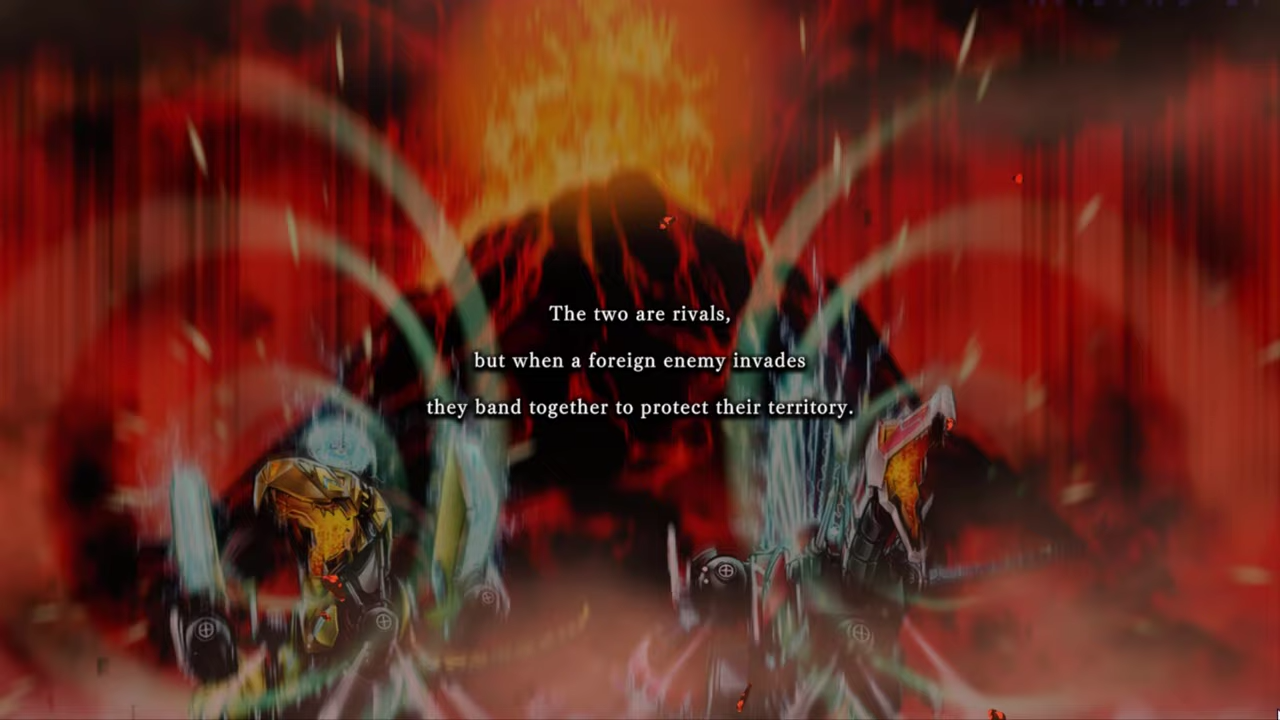 The two are rivals,
but when a foreign enemy invades
they band together to protect their territory.